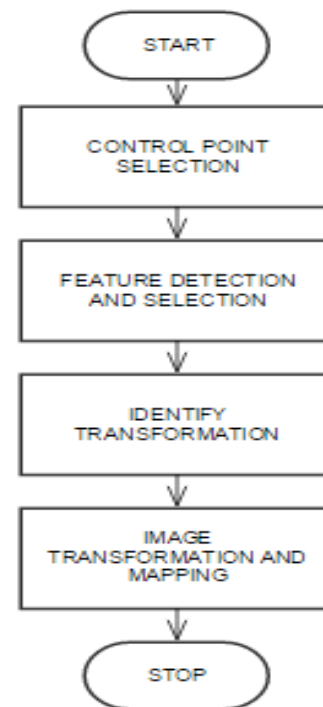 START
CONTROL POINT
SELECTION
FEATURE DETECTION
AND SELECTION
IDENTIFY
TRANSFORMATION
IMAGE
TRANSFORMATION AND
MAPPING
STOP